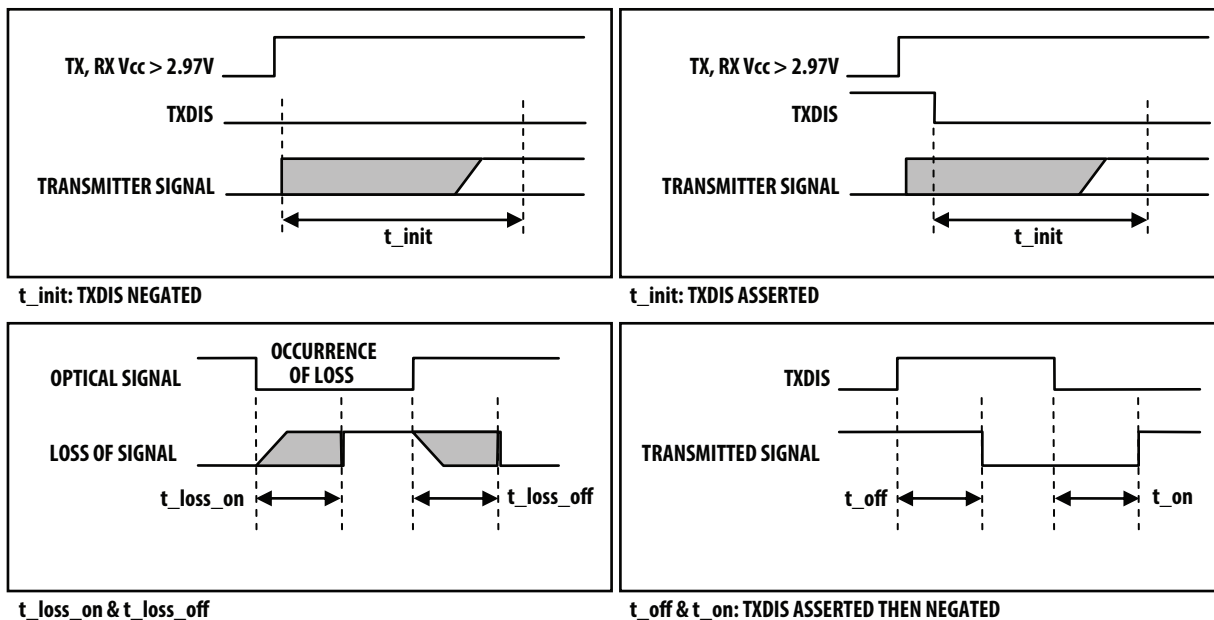 TX, RX Vcc > 2.97V
TXDIS
TRANSMITTER SIGNAL
t_init
t_init: TXDIS NEGATED
TX, RX Vcc > 2.97V
TXDIS
TRANSMITTER SIGNAL
t_init
t_init: TXDIS ASSERTED
OCCURRENCE
OF LOSS
OPTICAL SIGNAL
LOSS OF SIGNAL
t_loss_on
t_loss_off
t_loss_on & t_loss_off
TXDIS
TRANSMITTED SIGNAL
t_off
t_on
t_off & t_on: TXDIS ASSERTED THEN NEGATED